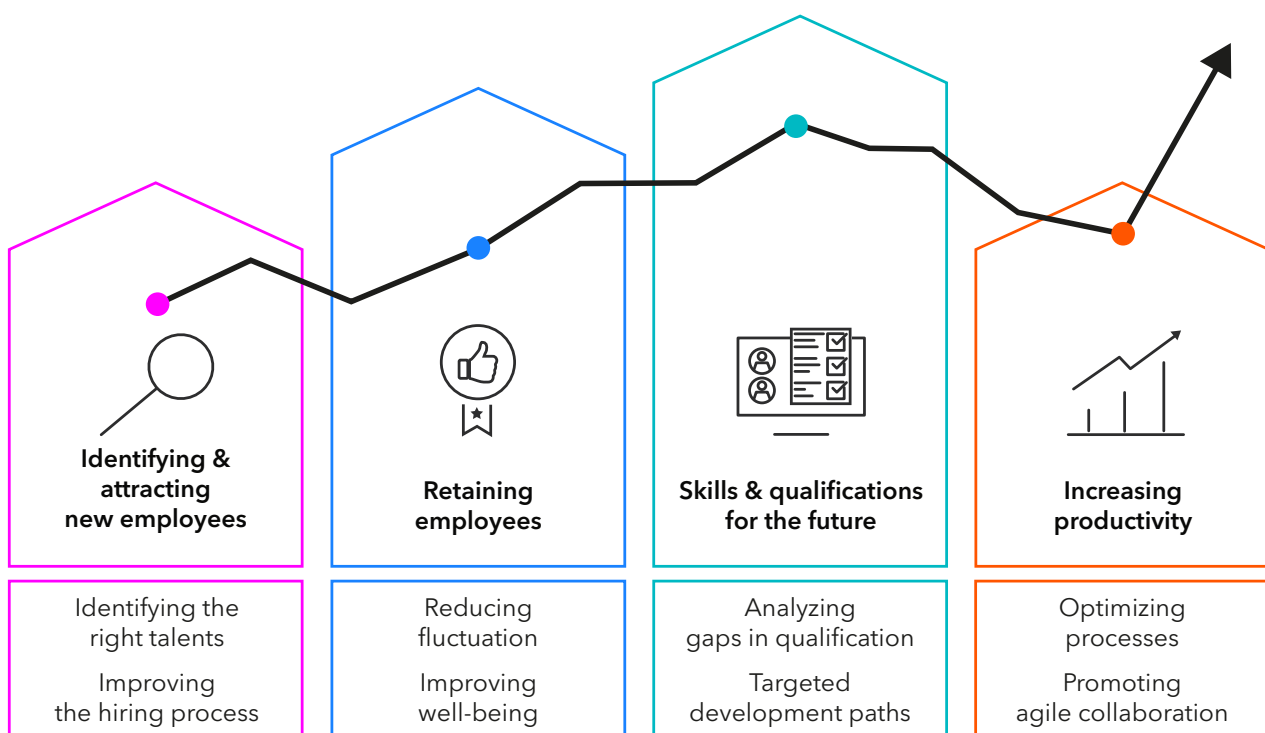 Identifying &
attracting
new employees
Retaining
employees
Skills & qualifications
for the future
Increasing
productivity
Identifying the
right talents
Improving
the hiring process
Reducing
fluctuation
Improving
well-being
Analyzing
gaps in qualification
Targeted
development paths
Optimizing
processes
Promoting
agile collaboration